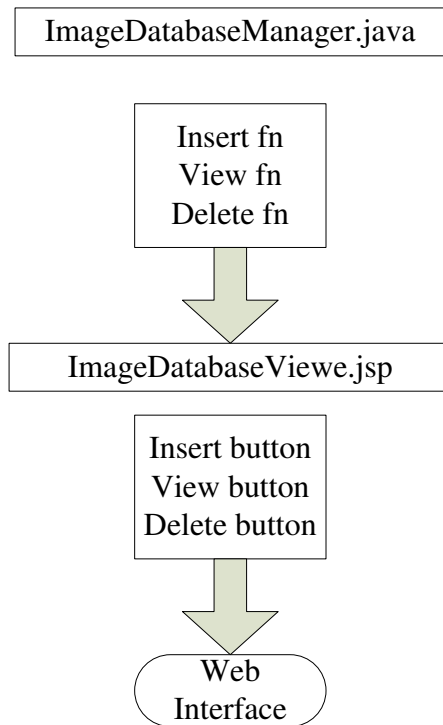 ImageDatabaseManager.java
Insert fn
View fn
Delete fn
ImageDatabaseViewe.jsp
Insert button
View button
Delete button
Web
Interface